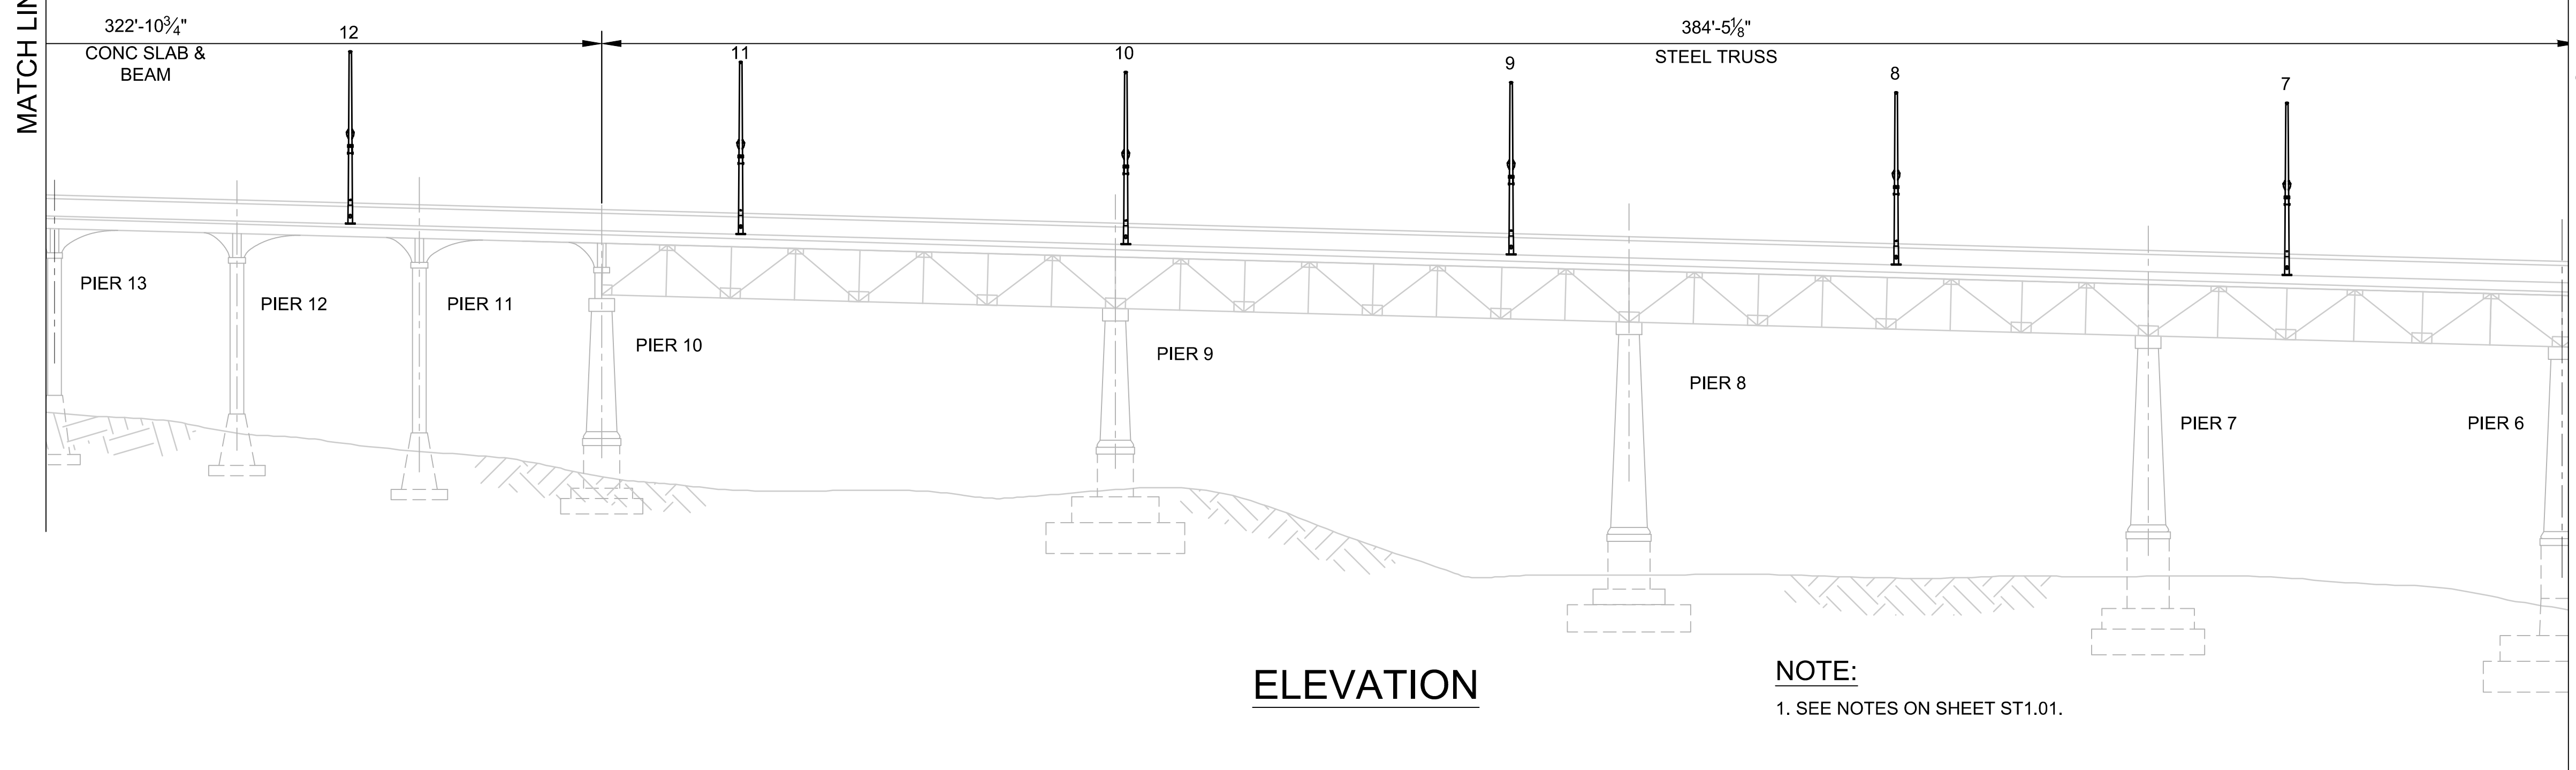 MATCH LIN
322'-10¾"
CONC SLAB &
BEAM
12
11
10
384'-5⅛"
STEEL TRUSS
9
8
7
PIER 13
PIER 12
PIER 11
PIER 10
PIER 9
PIER 8
PIER 7
PIER 6
ELEVATION
NOTE:
1. SEE NOTES ON SHEET ST1.01.